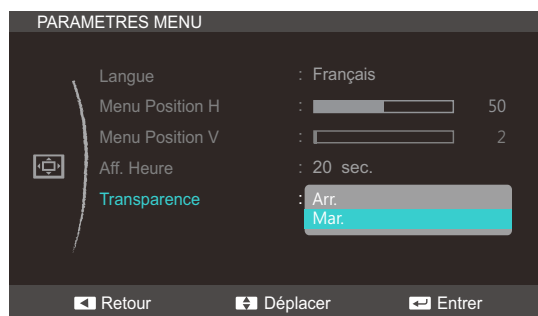 PARAMETRES MENU
Langue : Français
Menu Position H : 50
Menu Position V : 2
Aff. Heure : 20 sec.
Transparence : Arr.
Mar.
Retour Déplacer Entrer